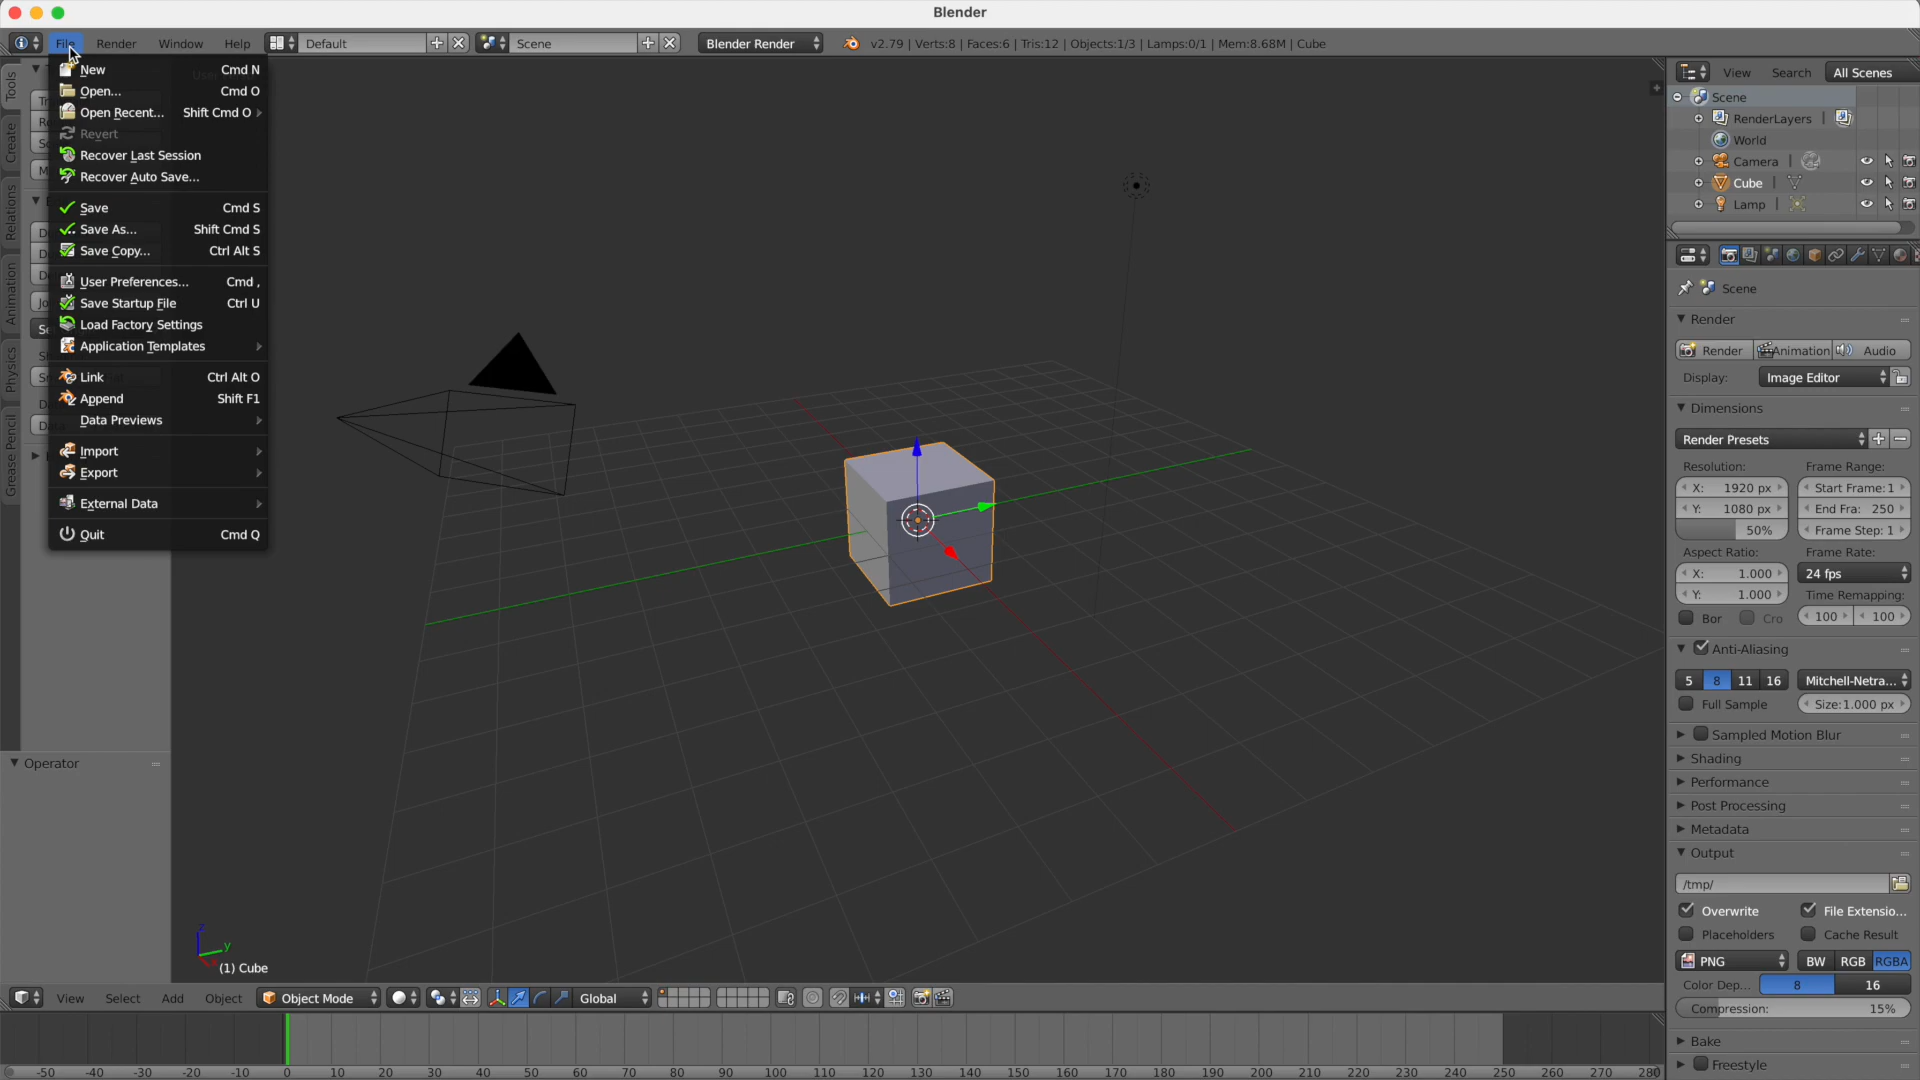 Blender
File Render Window Help Default Scene Blender Render v2.79 | Verts:8 | Faces:6 | Tris:12 | Objects:1/3 | Lamps:0/1 | Mem:8.68M | Cube
New Cmd N
Open... Cmd O
Open Recent... Shift Cmd O
Revert
Recover Last Session
Recover Auto Save...
Save Cmd S
Save As... Shift Cmd S
Save Copy... Ctrl Alt S
User Preferences... Cmd ,
Save Startup File Ctrl U
Load Factory Settings
Application Templates
Link Ctrl Alt O
Append Shift F1
Data Previews
Import
Export
External Data
Quit Cmd Q
Tools
Create
Relations
Animation
Physics
Grease Pencil
Operator
(1) Cube
z
y
View Search All Scenes
Scene
RenderLayers |
World
Camera |
Cube |
Lamp |
Scene
Render
Render Animation Audio
Display: Image Editor
Dimensions
Render Presets
Resolution: Frame Range:
X: 1920 px Start Frame:1
Y: 1080 px End Fra: 250
50% Frame Step: 1
Aspect Ratio: Frame Rate:
X: 1.000 24 fps
Y: 1.000 Time Remapping:
Bor Cro 100 100
Anti-Aliasing
5 8 11 16 Mitchell-Netra...
Full Sample Size:1.000 px
Sampled Motion Blur
Shading
Performance
Post Processing
Metadata
Output
/tmp/
Overwrite File Extensio...
Placeholders Cache Result
PNG BW RGB RGBA
Color Dep... 8 16
Compression: 15%
Bake
Freestyle
View Select Add Object Object Mode Global
-50 -40 -30 -20 -10 0 10 20 30 40 50 60 70 80 90 100 110 120 130 140 150 160 170 180 190 200 210 220 230 240 250 260 270 280